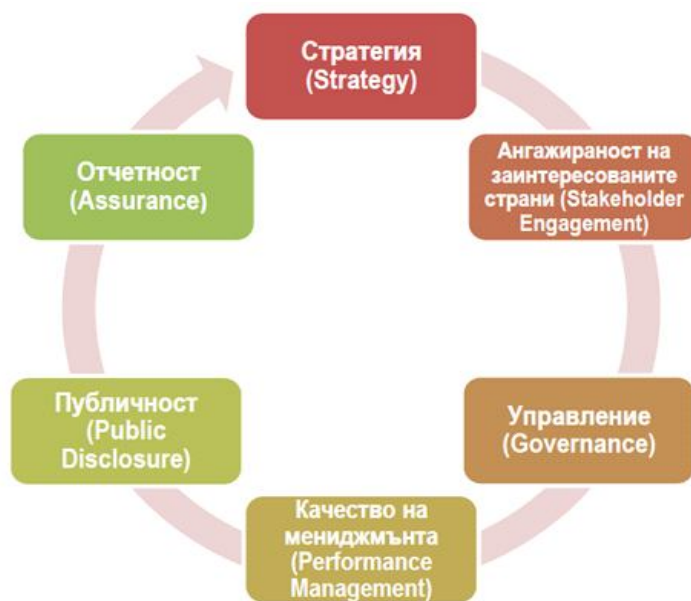 Стратегия
(Strategy)
Ангажираност на
заинтересованите
страни (Stakeholder
Engagement)
Управление
(Governance)
Качество на
мениджмънта
(Performance
Management)
Публичност
(Public
Disclosure)
Отчетност
(Assurance)